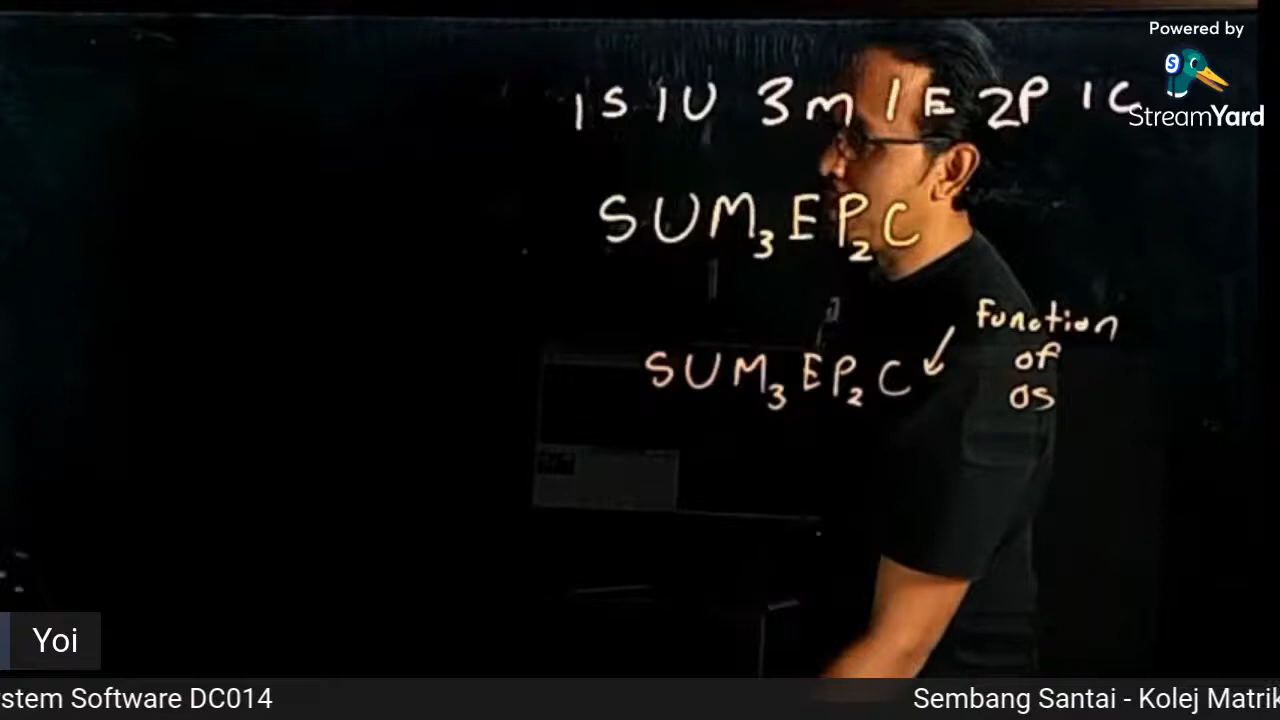 Powered by
StreamYard
1S 1U 3M 1E 2P 1C
SUM₃EP₂C
Function
of
OS
SUM₃EP₂C
Yoi
stem Software DC014
Sembang Santai - Kolej Matrik